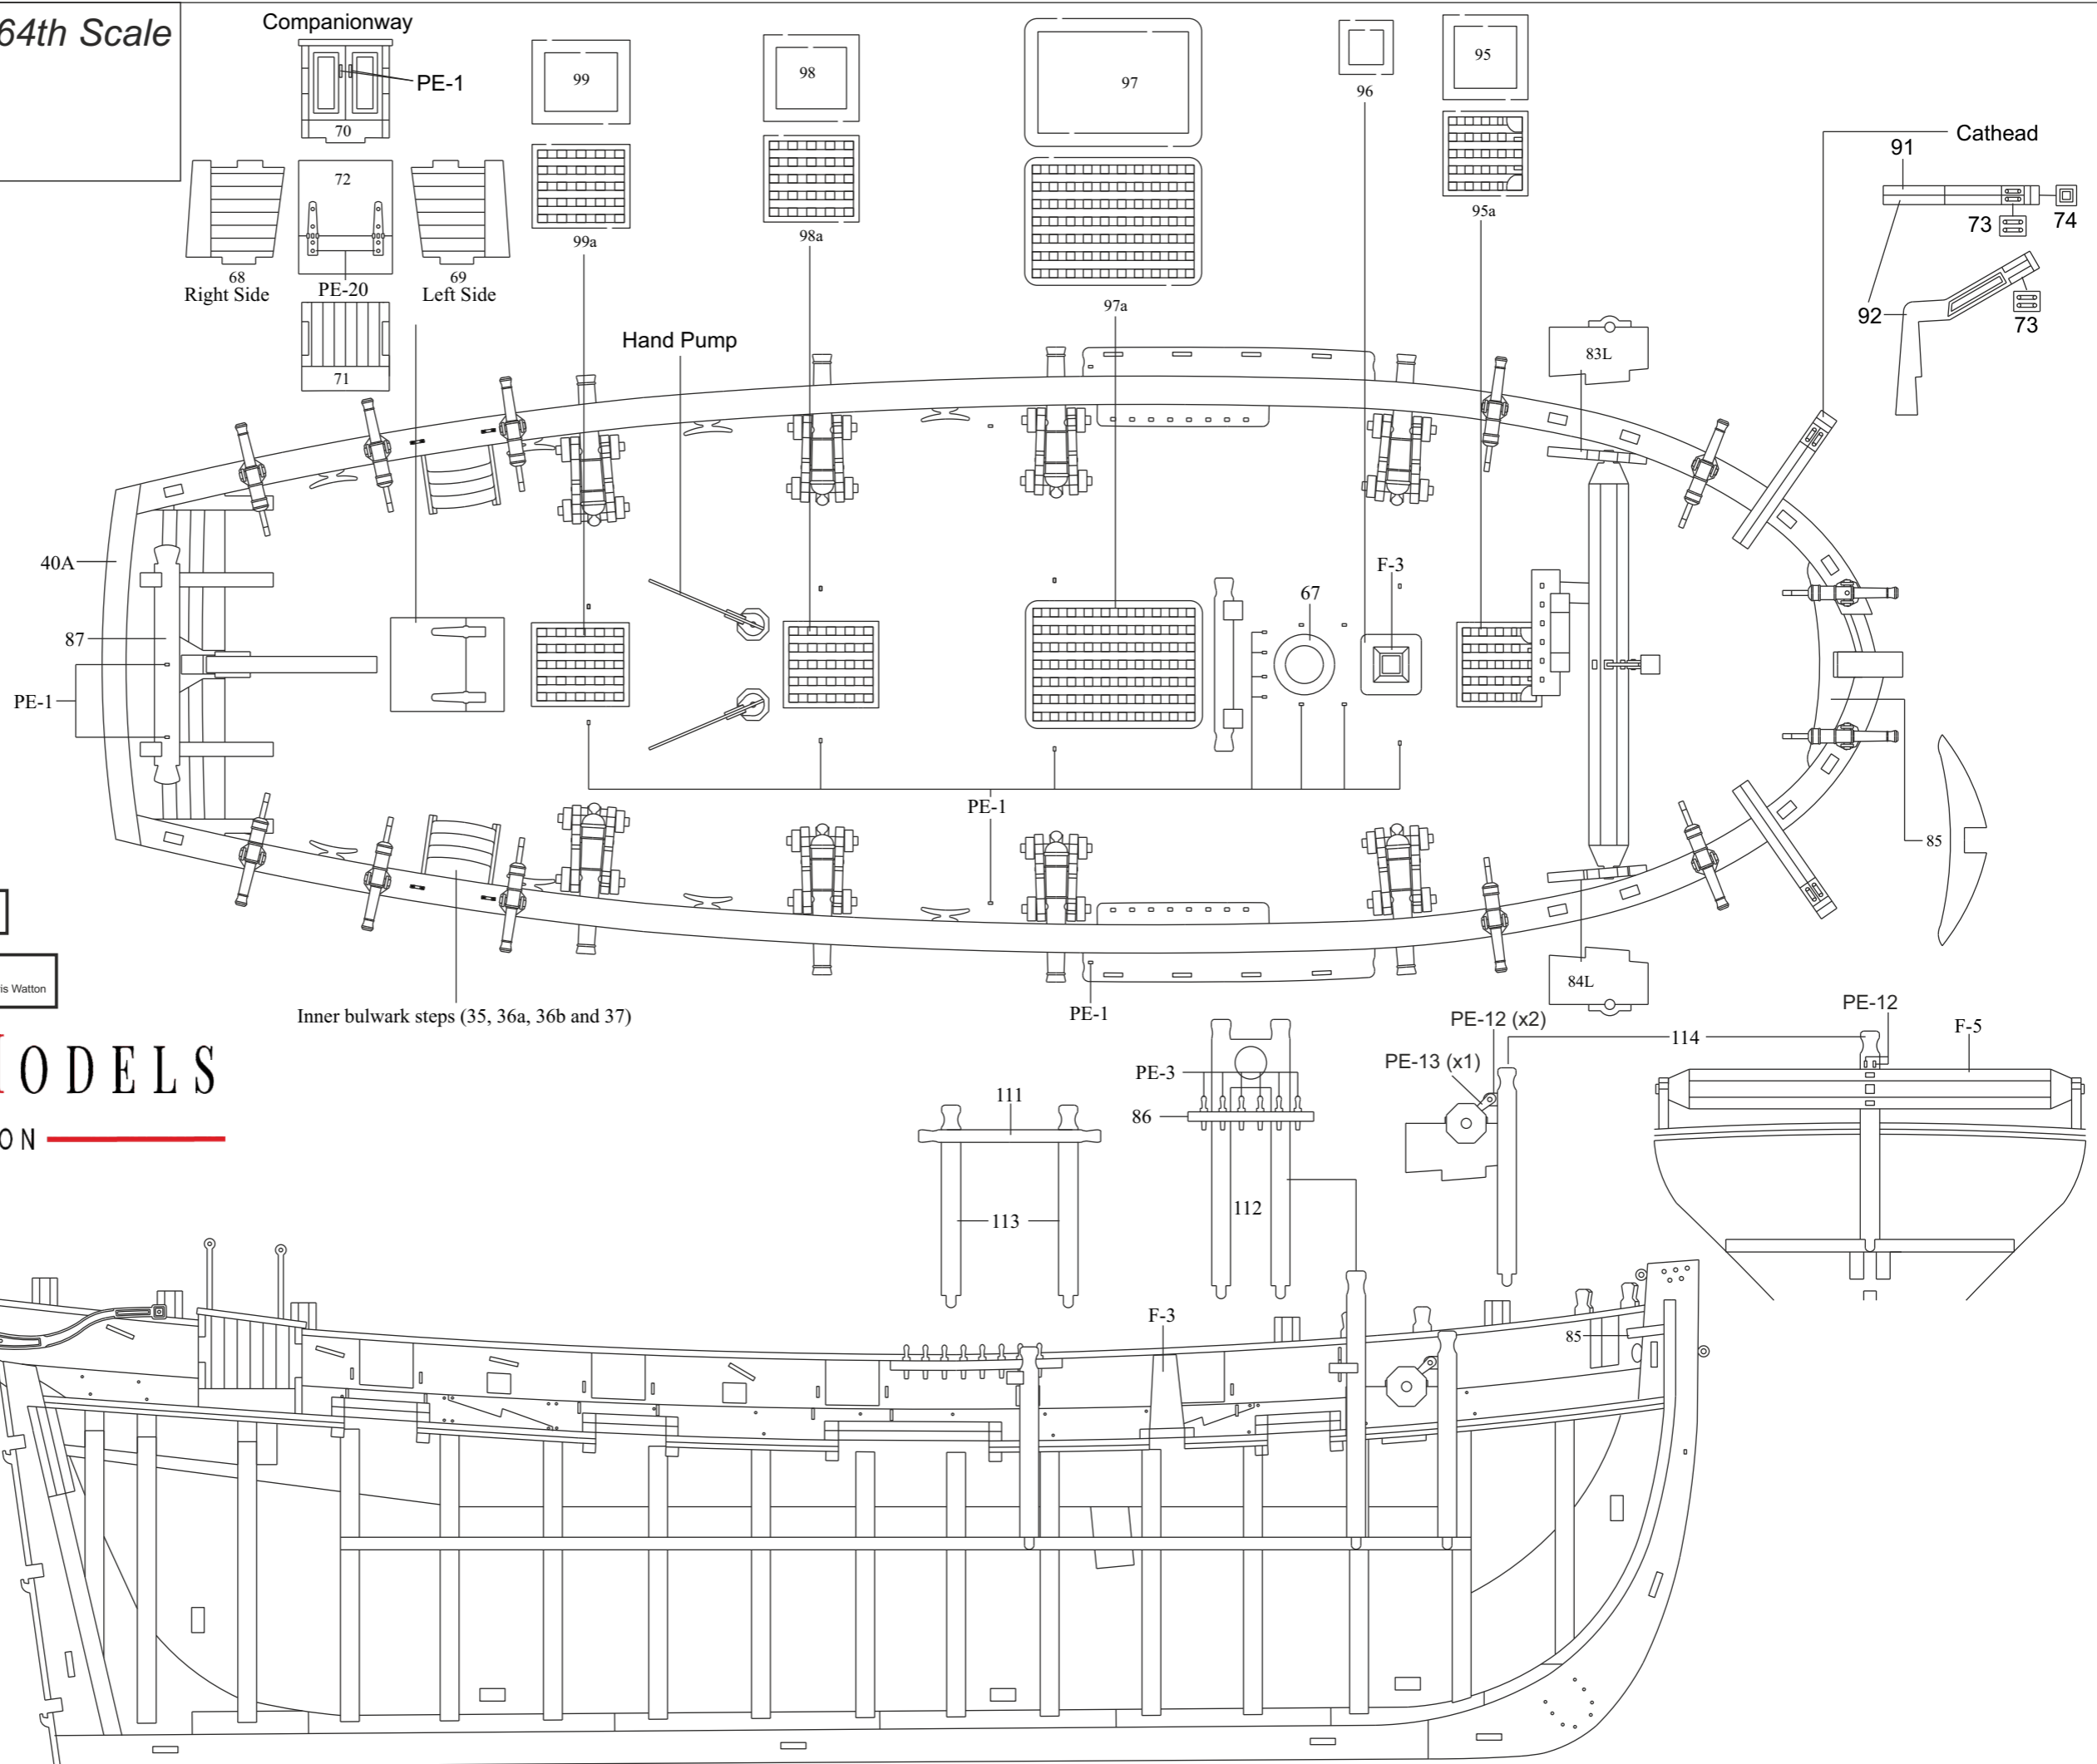 64th Scale
Companionway
PE-1
70
99
98
97
96
95
72
68
Right Side
PE-20
69
Left Side
71
99a
98a
97a
95a
Cathead
91
73
74
92
73
Hand Pump
83L
40A
87
PE-1
67
F-3
PE-1
85
84L
PE-1
Inner bulwark steps (35, 36a, 36b and 37)
is Watton
ODELS
ON
111
113
PE-3
86
112
PE-12 (x2)
PE-13 (x1)
114
PE-12
F-5
F-3
85